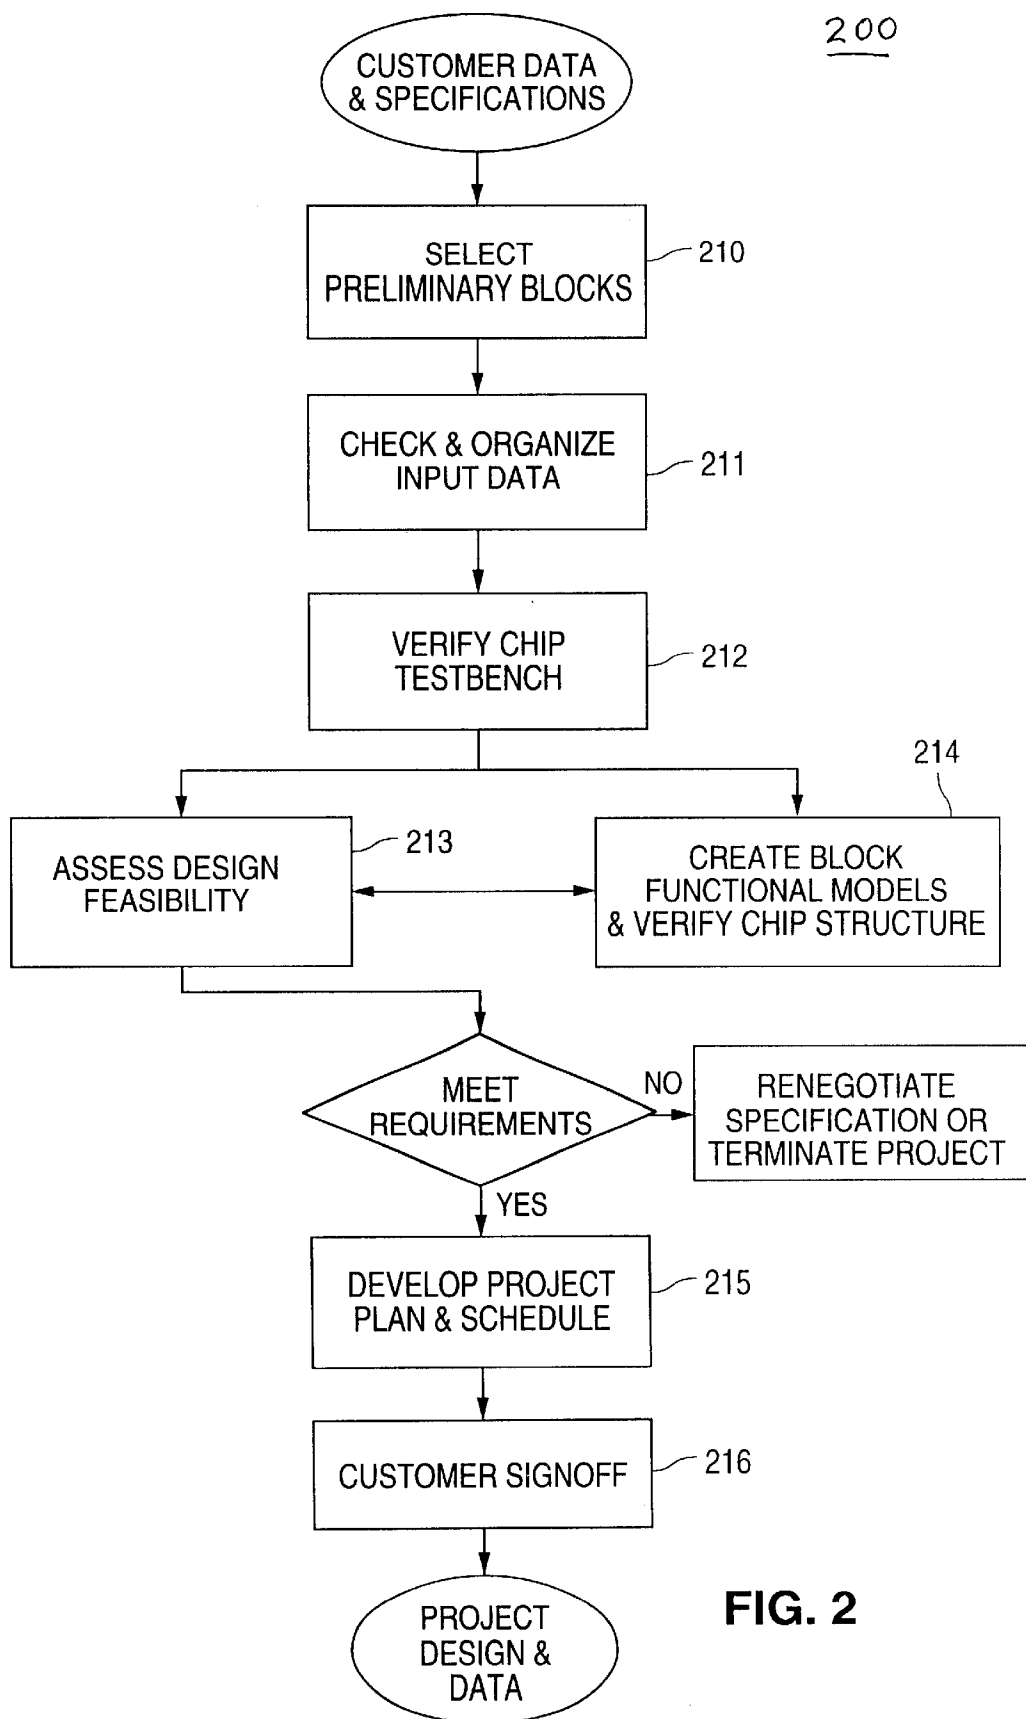 200
CUSTOMER DATA
& SPECIFICATIONS
SELECT
PRELIMINARY BLOCKS
210
CHECK & ORGANIZE
INPUT DATA
211
VERIFY CHIP
TESTBENCH
212
214
213
ASSESS DESIGN
FEASIBILITY
CREATE BLOCK
FUNCTIONAL MODELS
& VERIFY CHIP STRUCTURE
MEET
REQUIREMENTS
NO
RENEGOTIATE
SPECIFICATION OR
TERMINATE PROJECT
YES
DEVELOP PROJECT
PLAN & SCHEDULE
215
CUSTOMER SIGNOFF
216
PROJECT
DESIGN &
DATA
FIG. 2